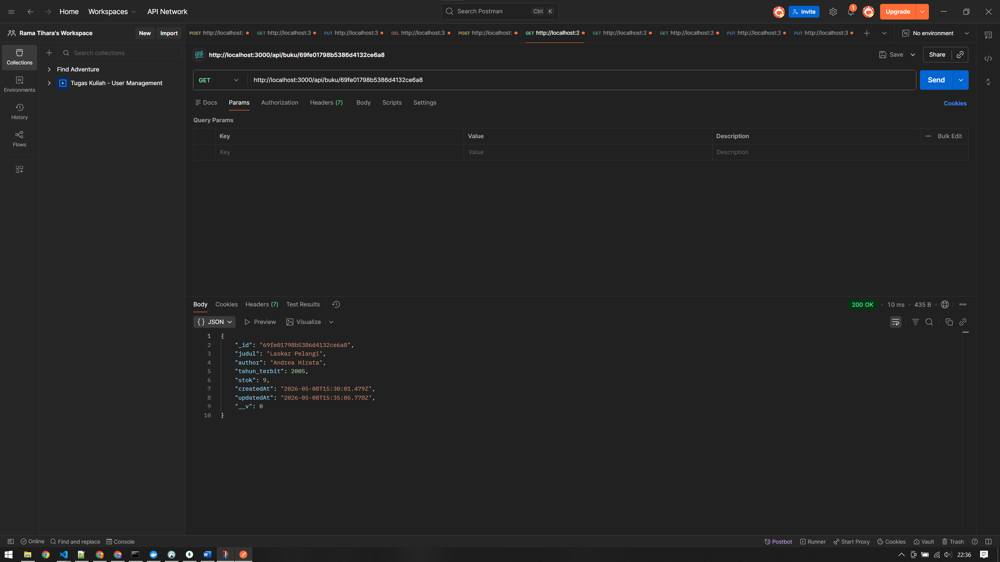 Home Workspaces API Network Search Postman Ctrl K Invite 1 Upgrade
Rama Tihara's Workspace New Import POST http://localhost: GET http://localhost:3 PUT http://localhost:3 DEL http://localhost:3 POST http://localhost: GET http://localhost:3 GET http://localhost:3 GET http://localhost:3 PUT http://localhost:3 PUT http://localhost:3 No environment
Collections
Environments
History
Flows
Search collections
Find Adventure
Tugas Kuliah - User Management
HTTP http://localhost:3000/api/buku/69fe01798b5386d4132ce6a8 Save Share
GET http://localhost:3000/api/buku/69fe01798b5386d4132ce6a8 Send
Docs Params Authorization Headers (7) Body Scripts Settings Cookies
Query Params
Key Value Description Bulk Edit
Key Value Description
Body Cookies Headers (7) Test Results 200 OK 10 ms 435 B
{} JSON Preview Visualize
1 {
2 "_id": "69fe01798b5386d4132ce6a8",
3 "judul": "Laskar Pelangi",
4 "author": "Andrea Hirata",
5 "tahun_terbit": 2005,
6 "stok": 9,
7 "createdAt": "2026-05-08T15:30:01.479Z",
8 "updatedAt": "2026-05-08T15:35:05.778Z",
9 "__v": 0
10 }
Online Find and replace Console Postbot Runner Start Proxy Cookies Vault Trash
22:36